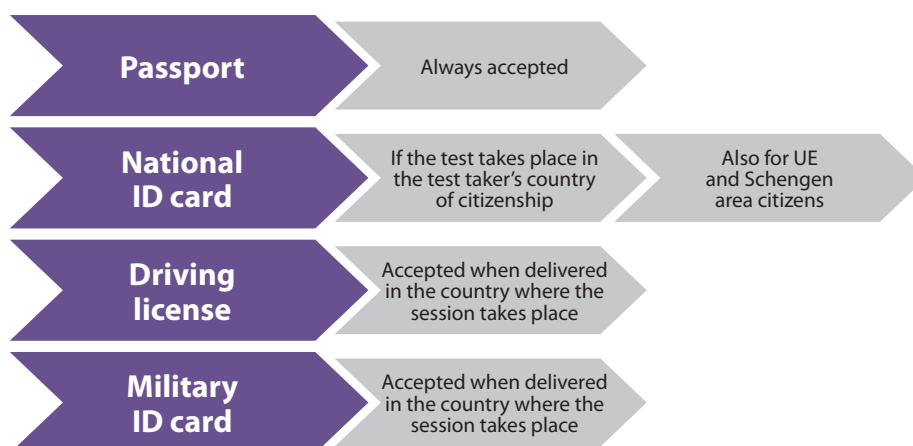 Passport
Always accepted
National
ID card
If the test takes place in
the test taker's country
of citizenship
Also for UE
and Schengen
area citizens
Driving
license
Accepted when delivered
in the country where the
session takes place
Military
ID card
Accepted when delivered
in the country where the
session takes place